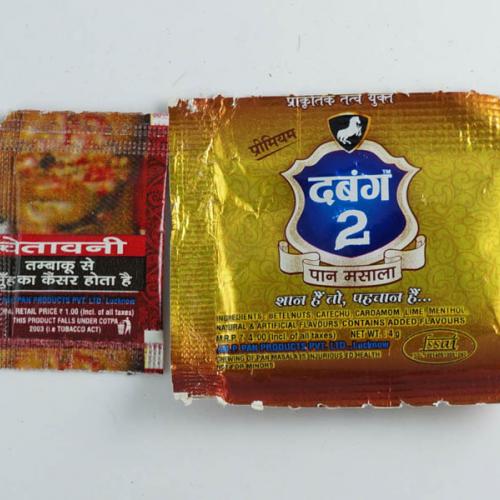 चेतावनी
तम्बाकू से
मुँह का कैंसर होता है
PAN PRODUCTS PVT. LTD. Lucknow
RETAIL PRICE ₹ 1.00 (Incl. of all taxes)
THIS PRODUCT FALLS UNDER COTPA,
2003 (i.e TOBACCO ACT)
प्राकृतिक तत्व युक्त
प्रीमियम
दबंग™
2
पान मसाला
शान हैं तो, पहचान हैं...
INGREDIENTS: BETELNUTS, CATECHU, CARDAMOM, LIME, MENTHOL
NATURAL & ARTIFICIAL FLAVOURS CONTAINS ADDED FLAVOURS
M.R.P. ₹ 4.00 (Incl. of all taxes) NET WT. 4g
PAN PRODUCTS PVT. LTD., Lucknow
CHEWING OF PAN MASALA IS INJURIOUS TO HEALTH
NOT FOR MINORS